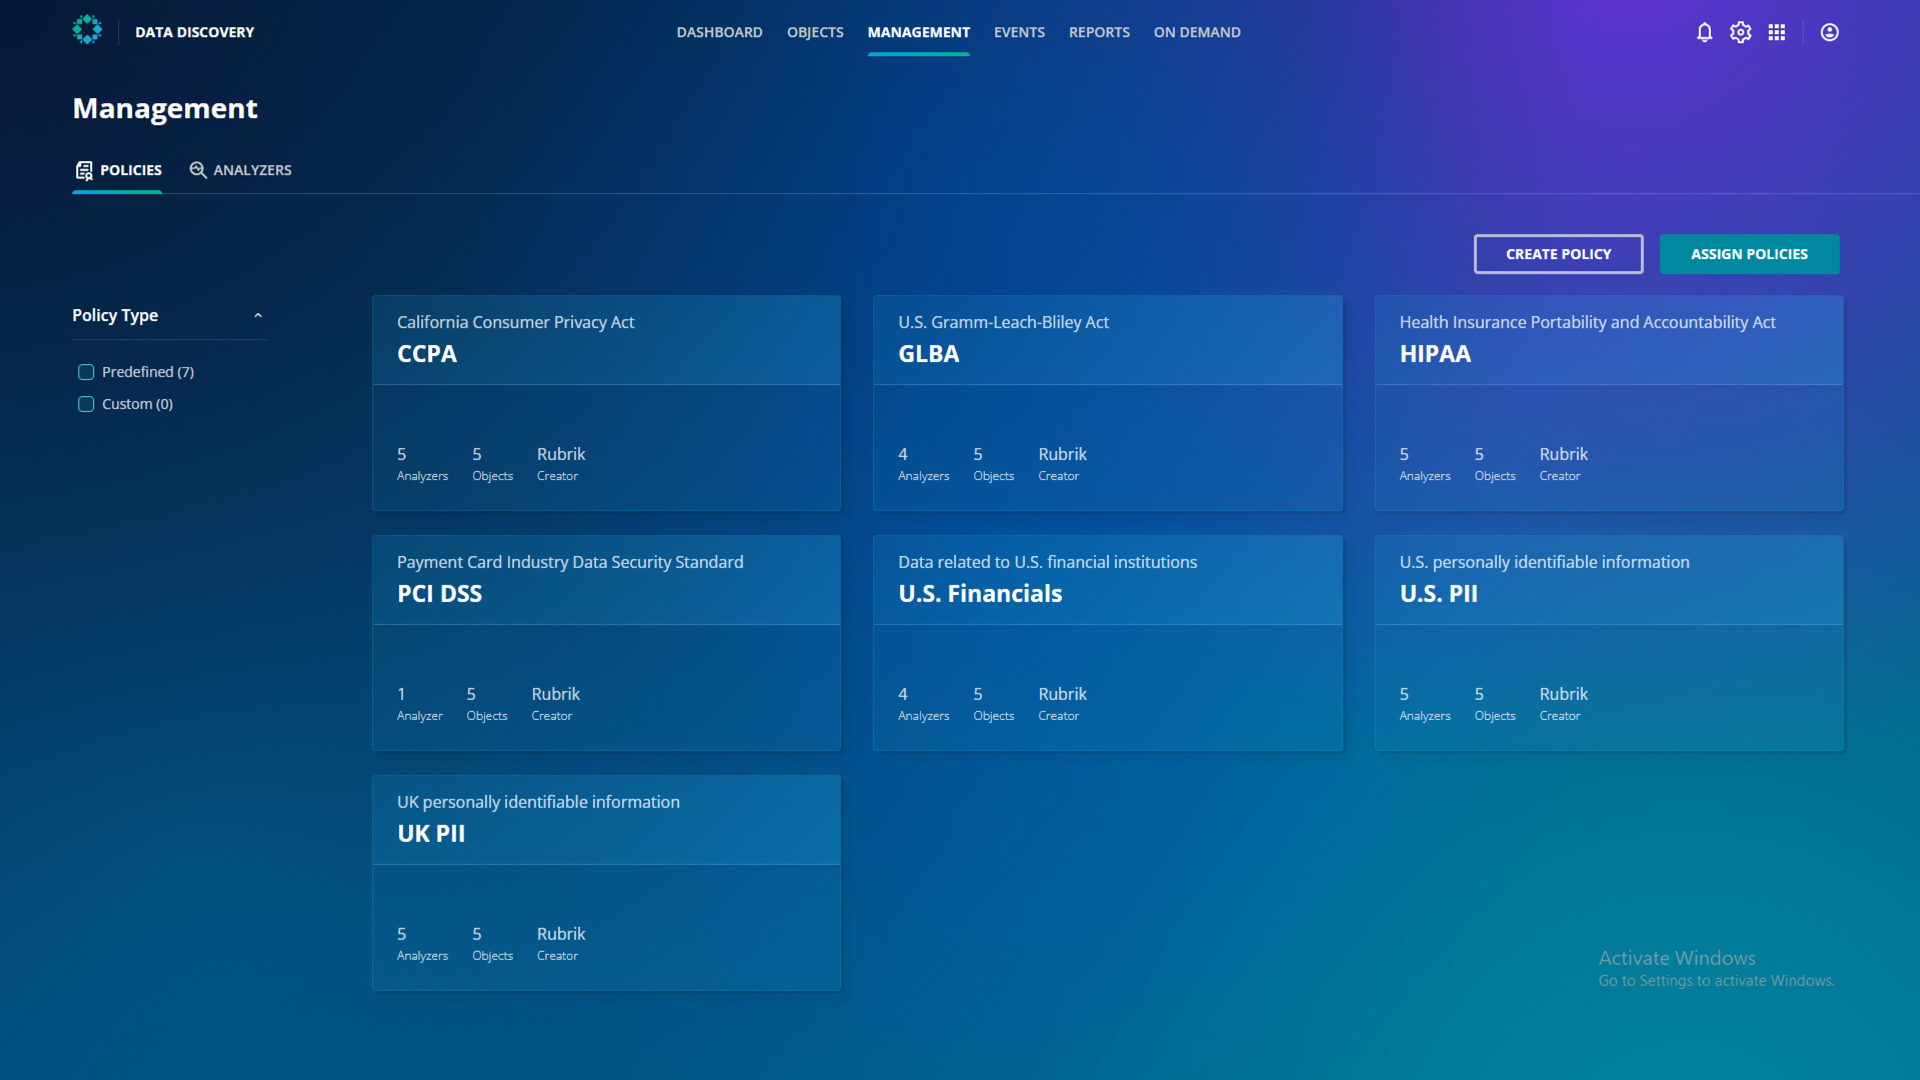 DATA DISCOVERY
DASHBOARD OBJECTS MANAGEMENT EVENTS REPORTS ON DEMAND
Management
POLICIES ANALYZERS
CREATE POLICY ASSIGN POLICIES
Policy Type
Predefined (7)
Custom (0)
California Consumer Privacy Act
CCPA
5 5 Rubrik
Analyzers Objects Creator
U.S. Gramm-Leach-Bliley Act
GLBA
4 5 Rubrik
Analyzers Objects Creator
Health Insurance Portability and Accountability Act
HIPAA
5 5 Rubrik
Analyzers Objects Creator
Payment Card Industry Data Security Standard
PCI DSS
1 5 Rubrik
Analyzer Objects Creator
Data related to U.S. financial institutions
U.S. Financials
4 5 Rubrik
Analyzers Objects Creator
U.S. personally identifiable information
U.S. PII
5 5 Rubrik
Analyzers Objects Creator
UK personally identifiable information
UK PII
5 5 Rubrik
Analyzers Objects Creator
Activate Windows
Go to Settings to activate Windows.